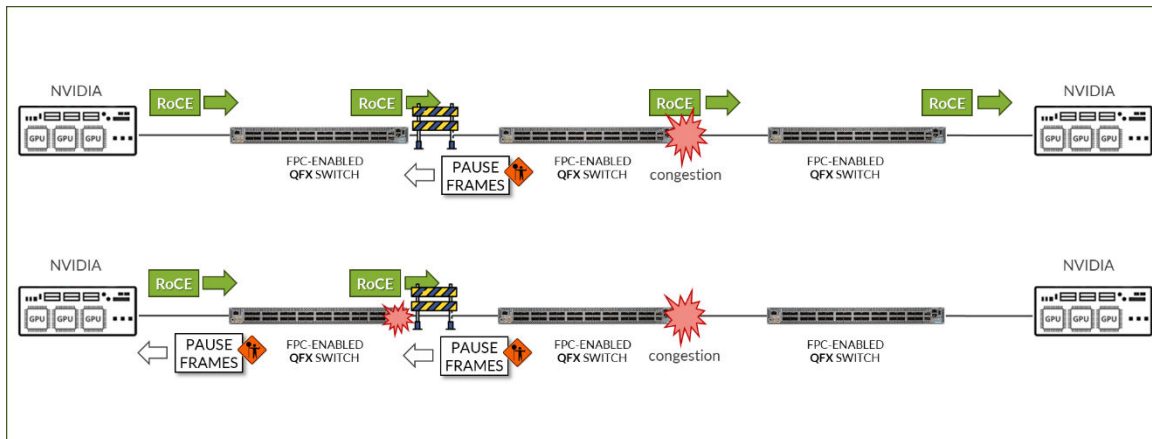 NVIDIA
RoCE
RoCE
RoCE
RoCE
NVIDIA
GPU GPU GPU
GPU GPU GPU
FPC-ENABLED
QFX SWITCH
PAUSE
FRAMES
FPC-ENABLED
QFX SWITCH
congestion
FPC-ENABLED
QFX SWITCH
NVIDIA
RoCE
RoCE
NVIDIA
GPU GPU GPU
GPU GPU GPU
PAUSE
FRAMES
FPC-ENABLED
QFX SWITCH
PAUSE
FRAMES
FPC-ENABLED
QFX SWITCH
congestion
FPC-ENABLED
QFX SWITCH